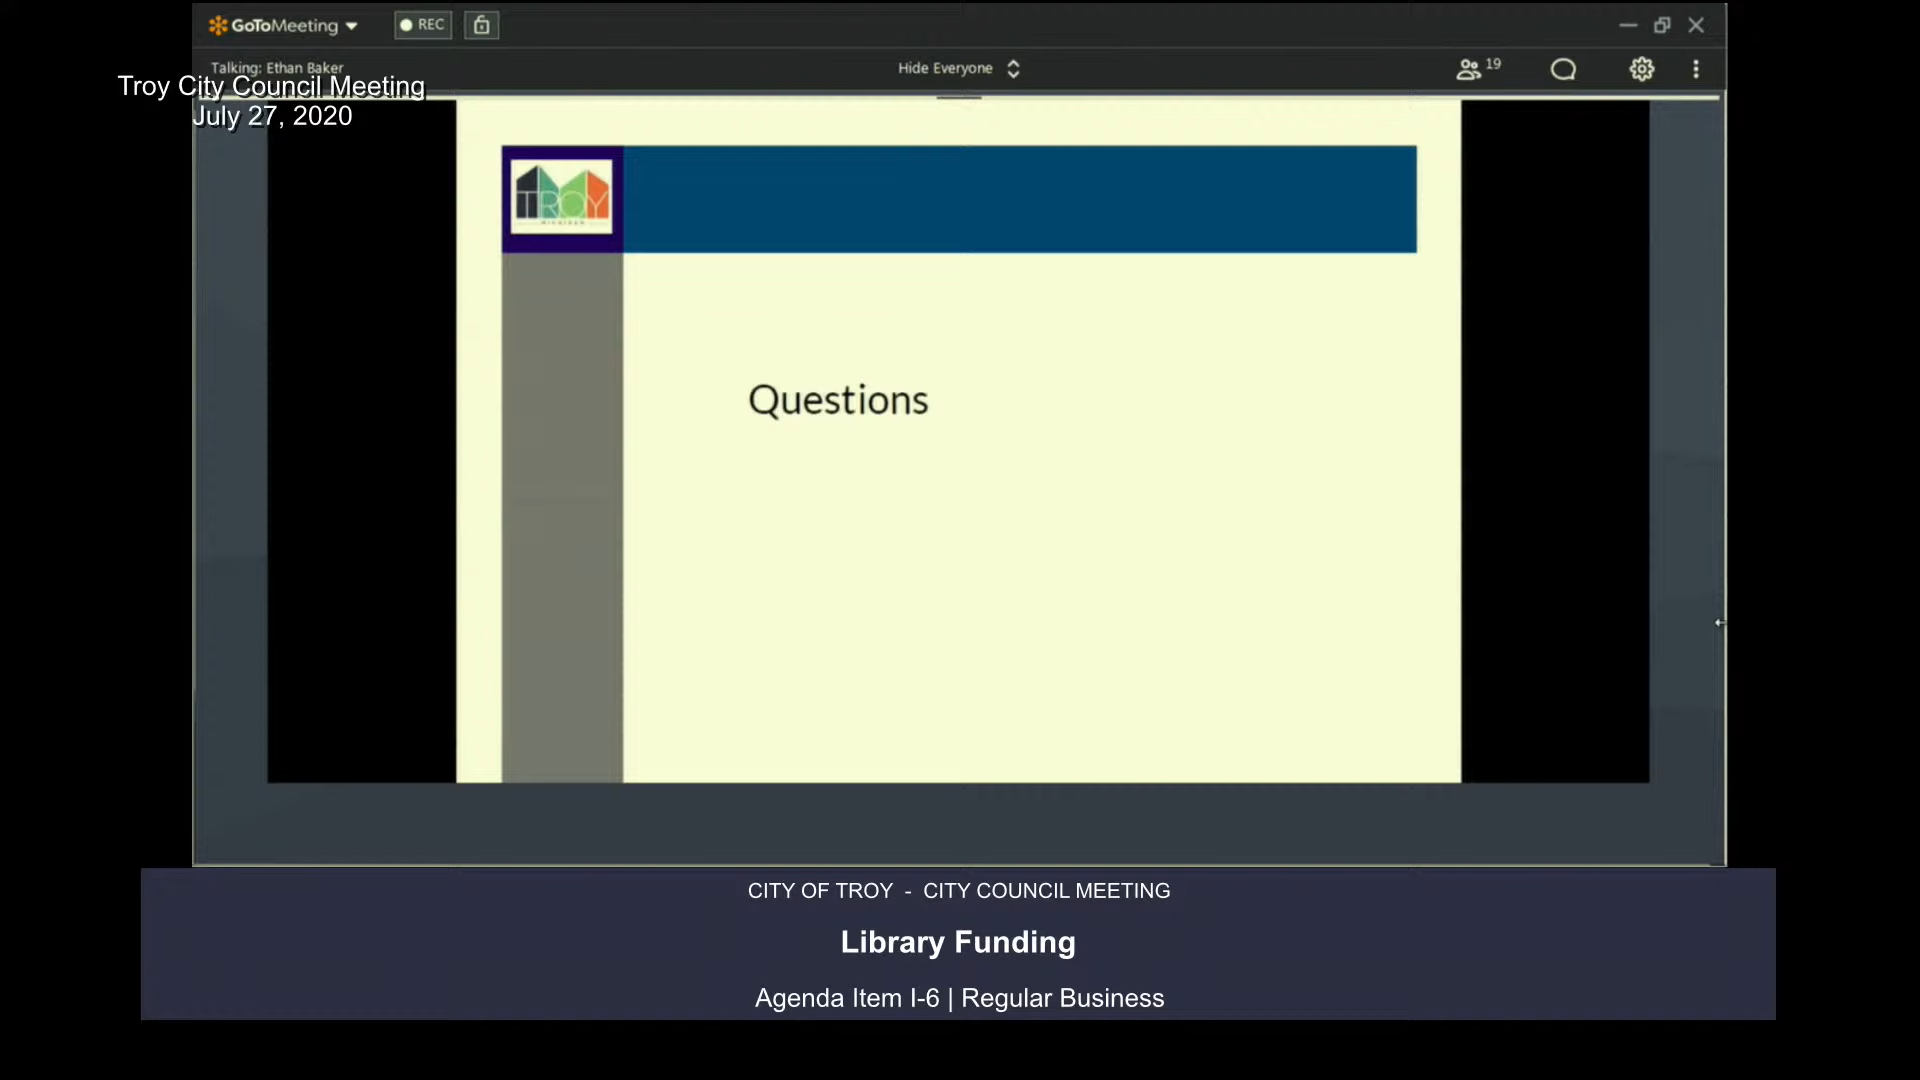 GoToMeeting
REC
Talking: Ethan Baker
Hide Everyone
19
Troy City Council Meeting
July 27, 2020
TROY
MICHIGAN
Questions
CITY OF TROY - CITY COUNCIL MEETING
Library Funding
Agenda Item I-6 | Regular Business